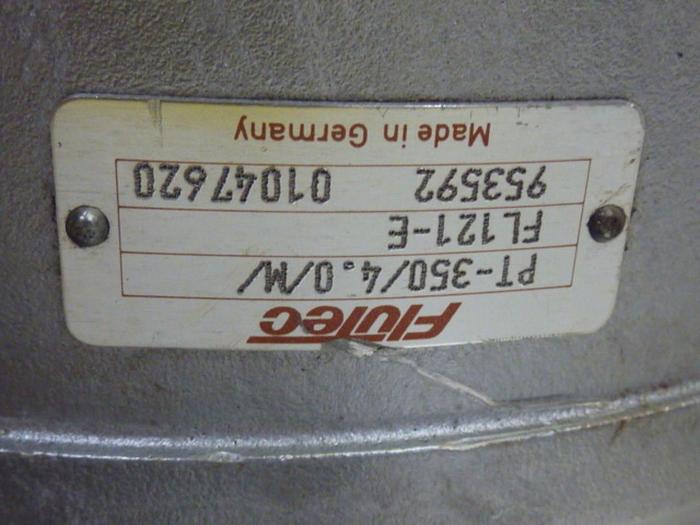 Flutec
PT-350/4.0/M/
FL121-E
953592 01047620
Made in Germany